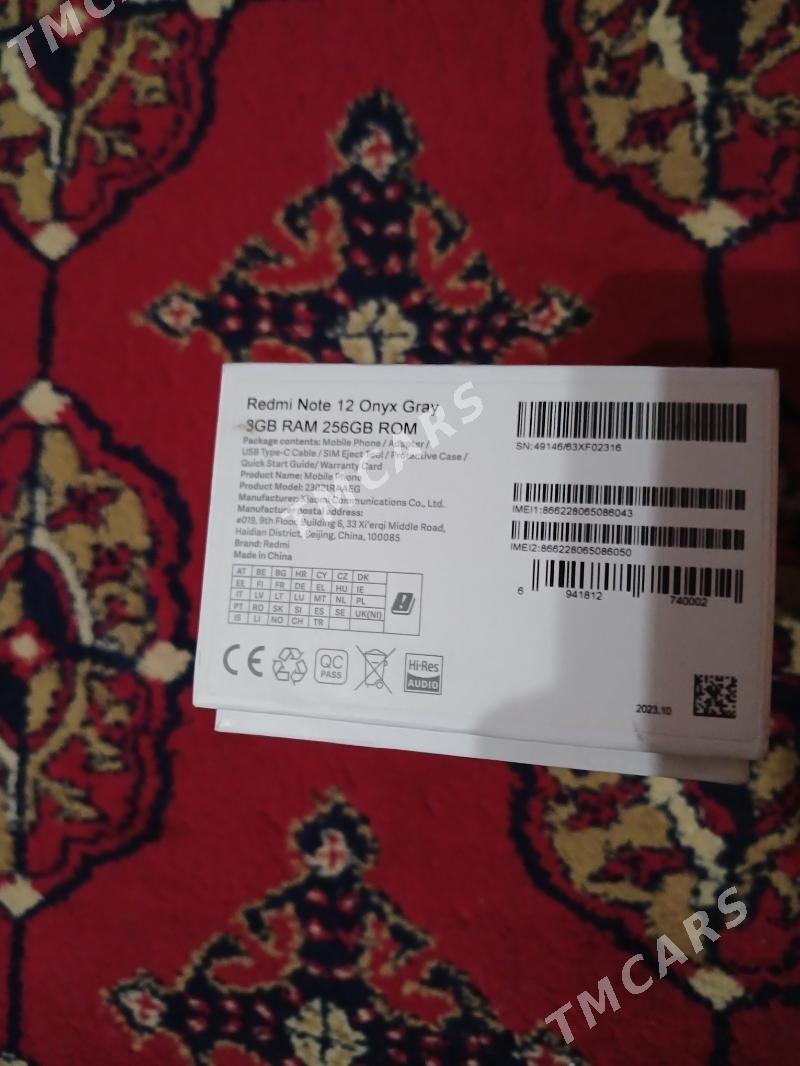 TMCARS
Redmi Note 12 Onyx Gray
8GB RAM 256GB ROM
Package contents: Mobile Phone / Adapter /
USB Type-C Cable / SIM Eject Tool / Protective Case /
Quick Start Guide/ Warranty Card
Product Name: Mobile Phone
Product Model: 23021RAAEG
Manufacturer: Xiaomi Communications Co., Ltd.
Manufacturer postal address:
#019, 9th Floor, Building 6, 33 Xi'erqi Middle Road,
Haidian District, Beijing, China, 100085
Brand: Redmi
Made in China
AT BE BG HR CY CZ DK
EE FI FR DE EL HU IE
IT LV LT LU MT NL PL
PT RO SK SI ES SE UK(NI)
IS LI NO CH TR
CE
QC
PASS
Hi-Res
AUDIO
SN:49146/63XF02316
IMEI1:866228065086043
IMEI2:866228065086050
6 941812 740002
2023.10
TMCARS
TMCARS